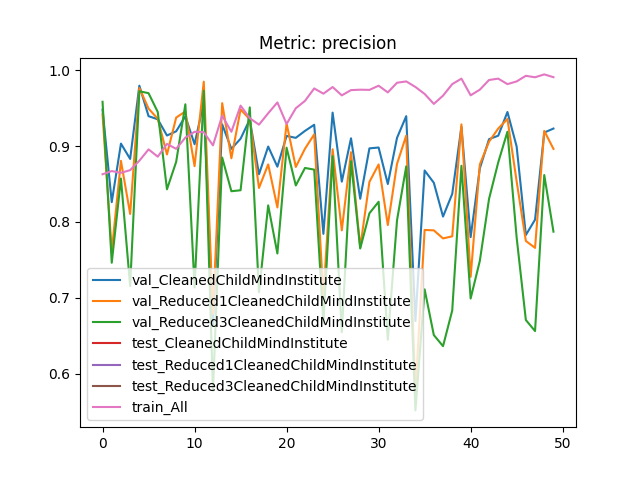 Metric: precision
1.0
0.9
0.8
0.7
0.6
val_CleanedChildMindInstitute
val_Reduced1CleanedChildMindInstitute
val_Reduced3CleanedChildMindInstitute
test_CleanedChildMindInstitute
test_Reduced1CleanedChildMindInstitute
test_Reduced3CleanedChildMindInstitute
train_All
0 10 20 30 40 50